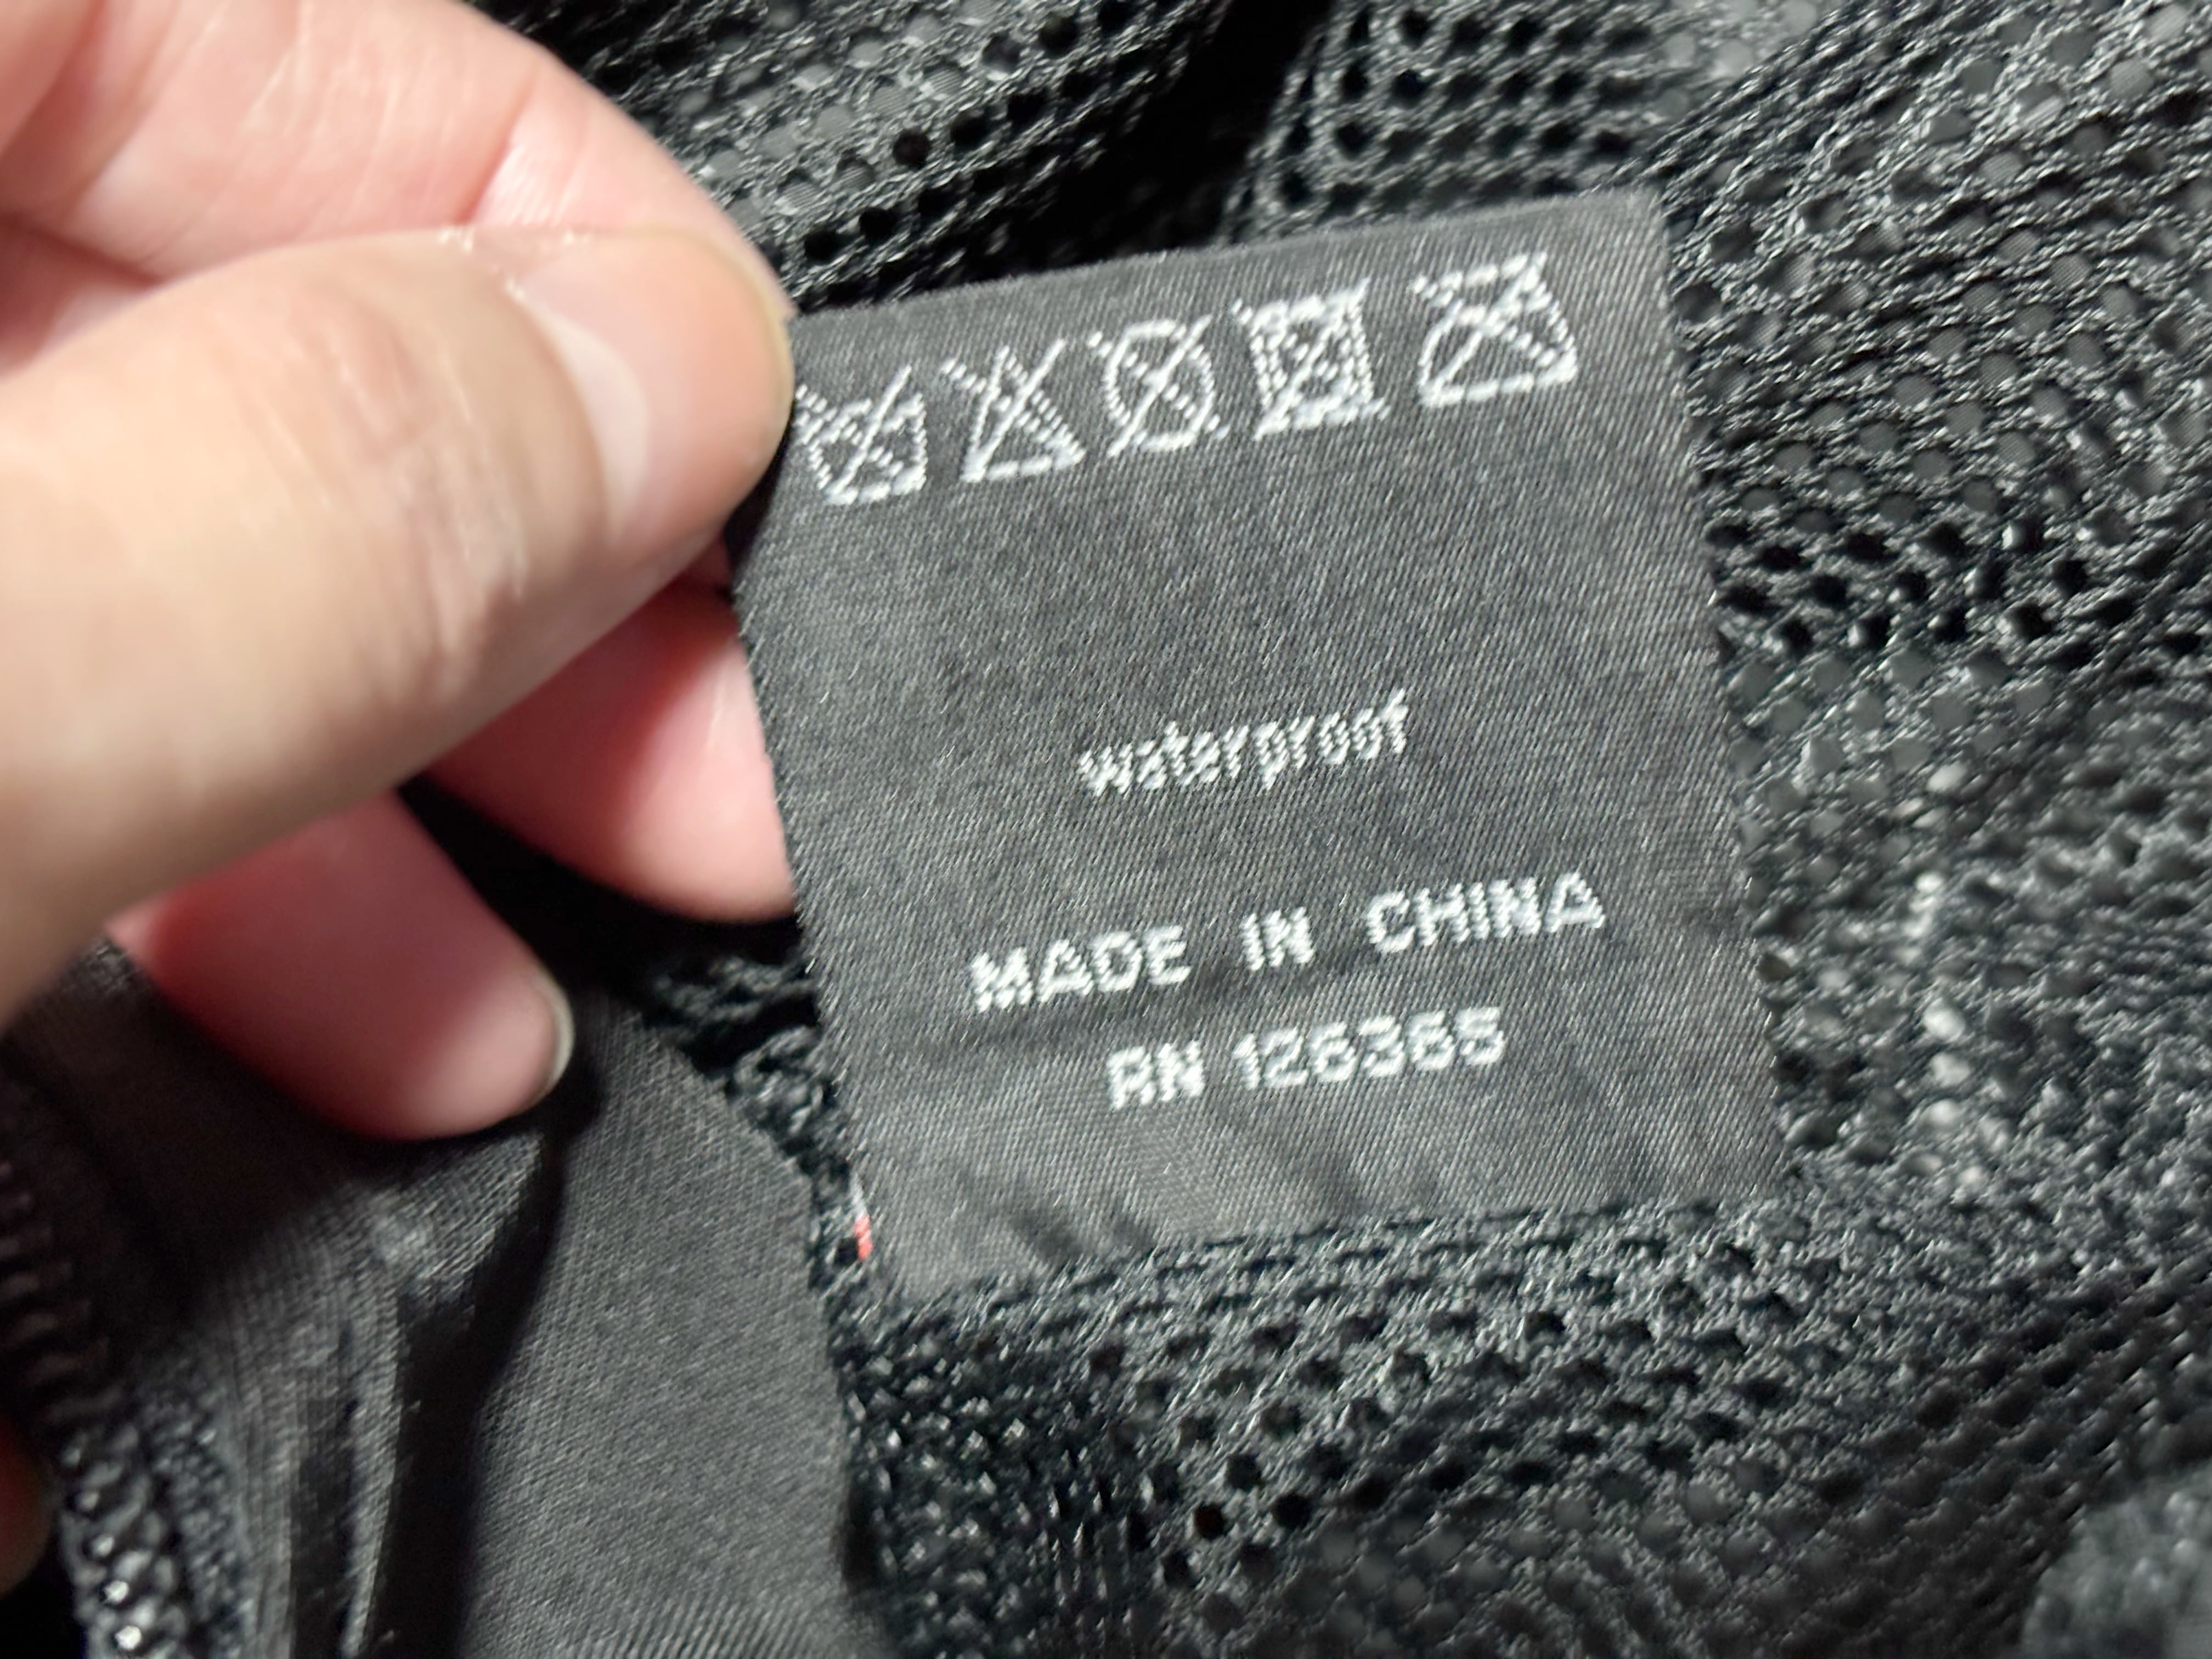 waterproof
MADE IN CHINA
RN 126365